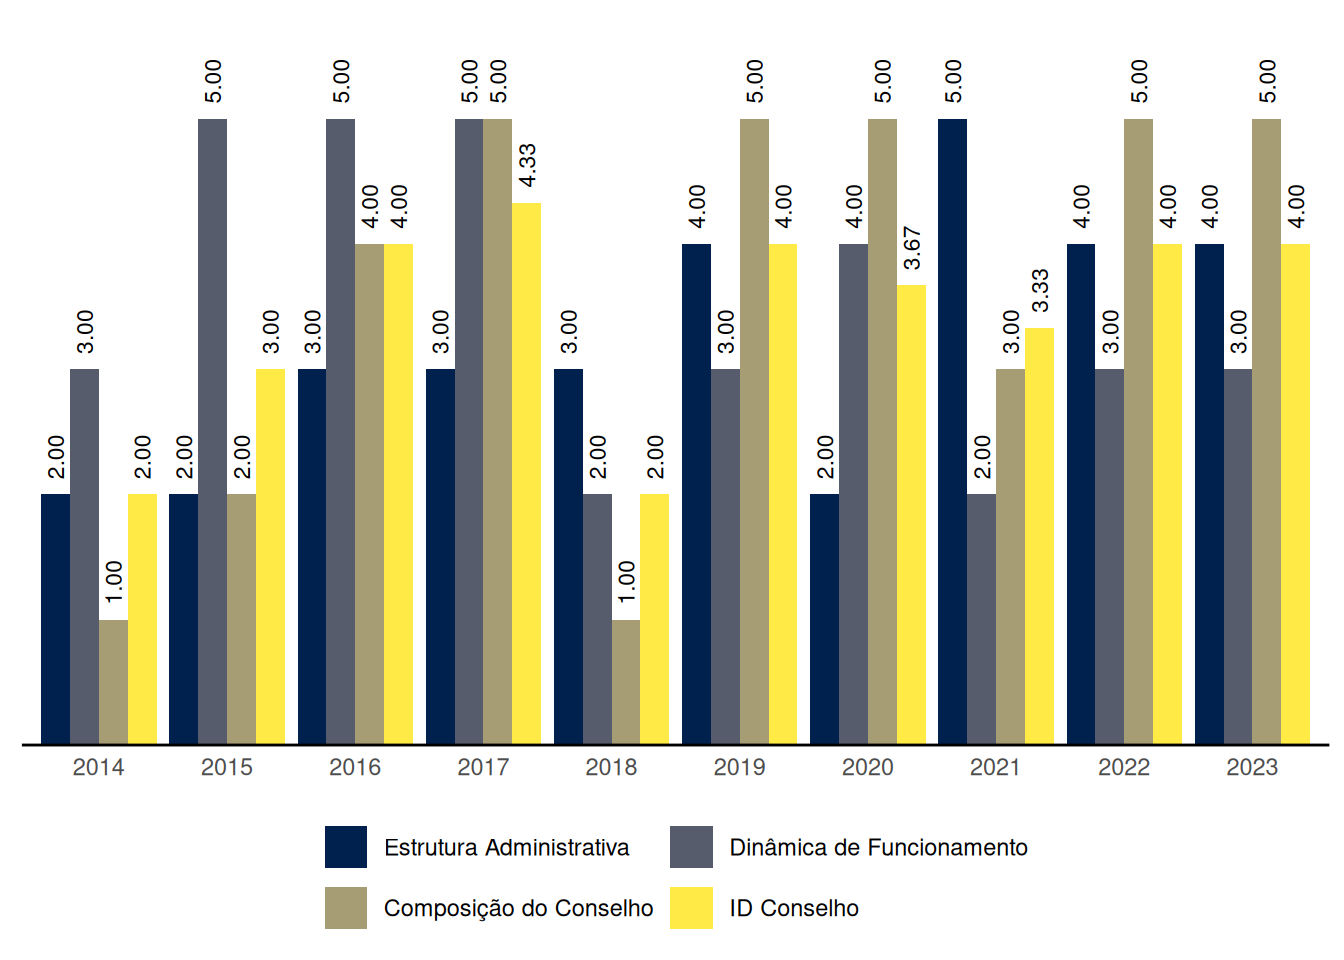 2.00 3.00 1.00 2.00 2.00 5.00 2.00 3.00 3.00 5.00 4.00 4.00 3.00 5.00 5.00 4.33 3.00 2.00 1.00 2.00 4.00 3.00 5.00 4.00 2.00 4.00 5.00 3.67 5.00 2.00 3.00 3.33 4.00 3.00 5.00 4.00 4.00 3.00 5.00 4.00
2014 2015 2016 2017 2018 2019 2020 2021 2022 2023
Estrutura Administrativa Dinâmica de Funcionamento
Composição do Conselho ID Conselho